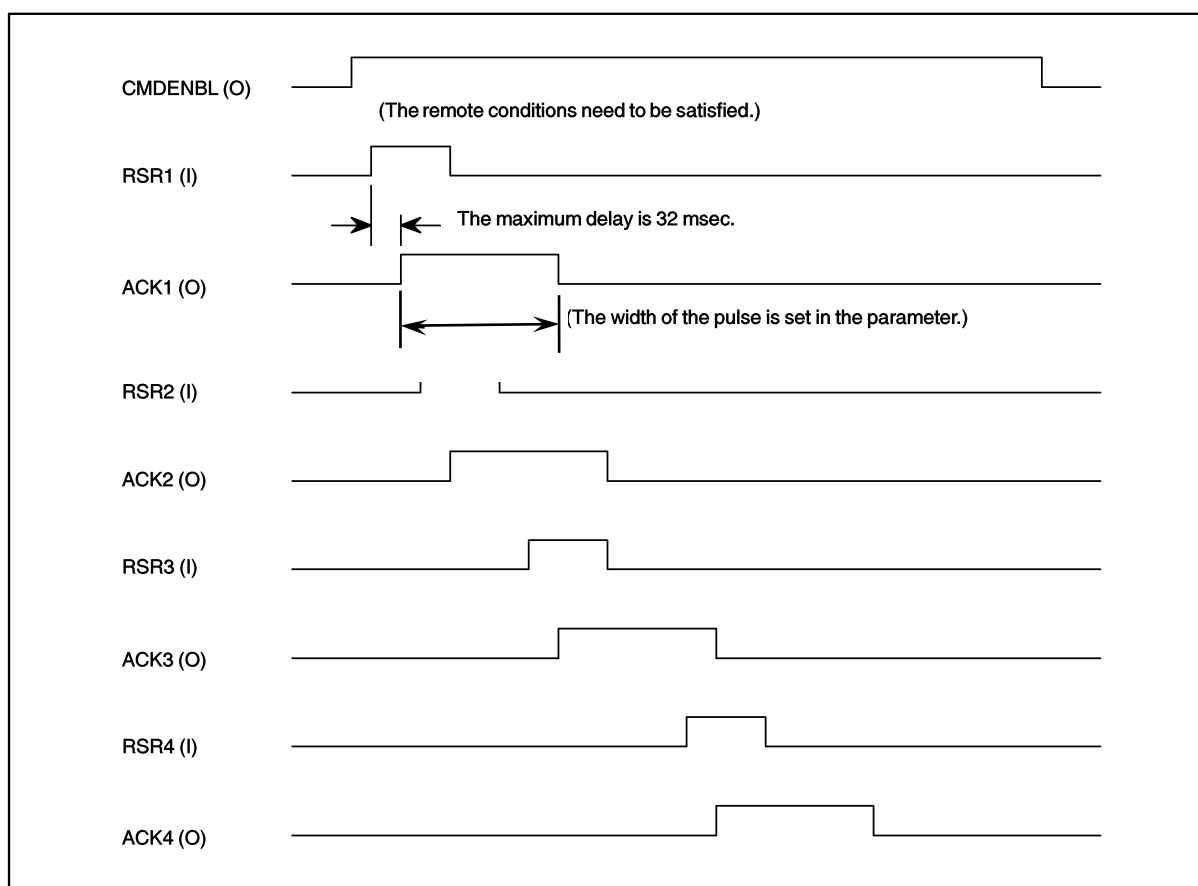 CMDENBL (O)
(The remote conditions need to be satisfied.)
RSR1 (I)
The maximum delay is 32 msec.
ACK1 (O)
(The width of the pulse is set in the parameter.)
RSR2 (I)
ACK2 (O)
RSR3 (I)
ACK3 (O)
RSR4 (I)
ACK4 (O)